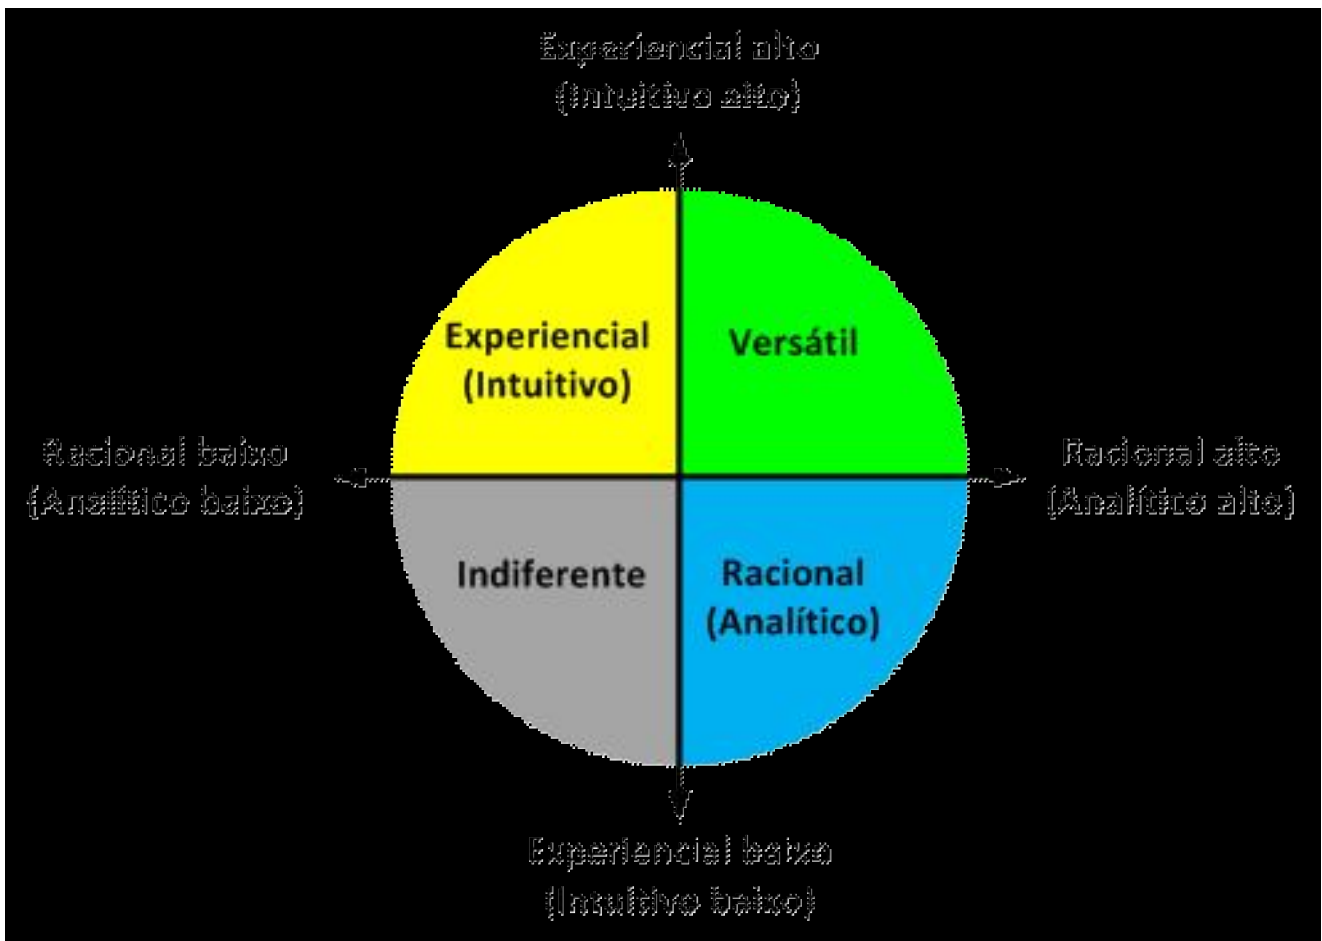 Experiencial alto
(Intuitivo alto)
Experiencial
(Intuitivo)
Versátil
Racional baixo
(Analítico baixo)
Racional alto
(Analítico alto)
Indiferente
Racional
(Analítico)
Experiencial baixo
(Intuitivo baixo)